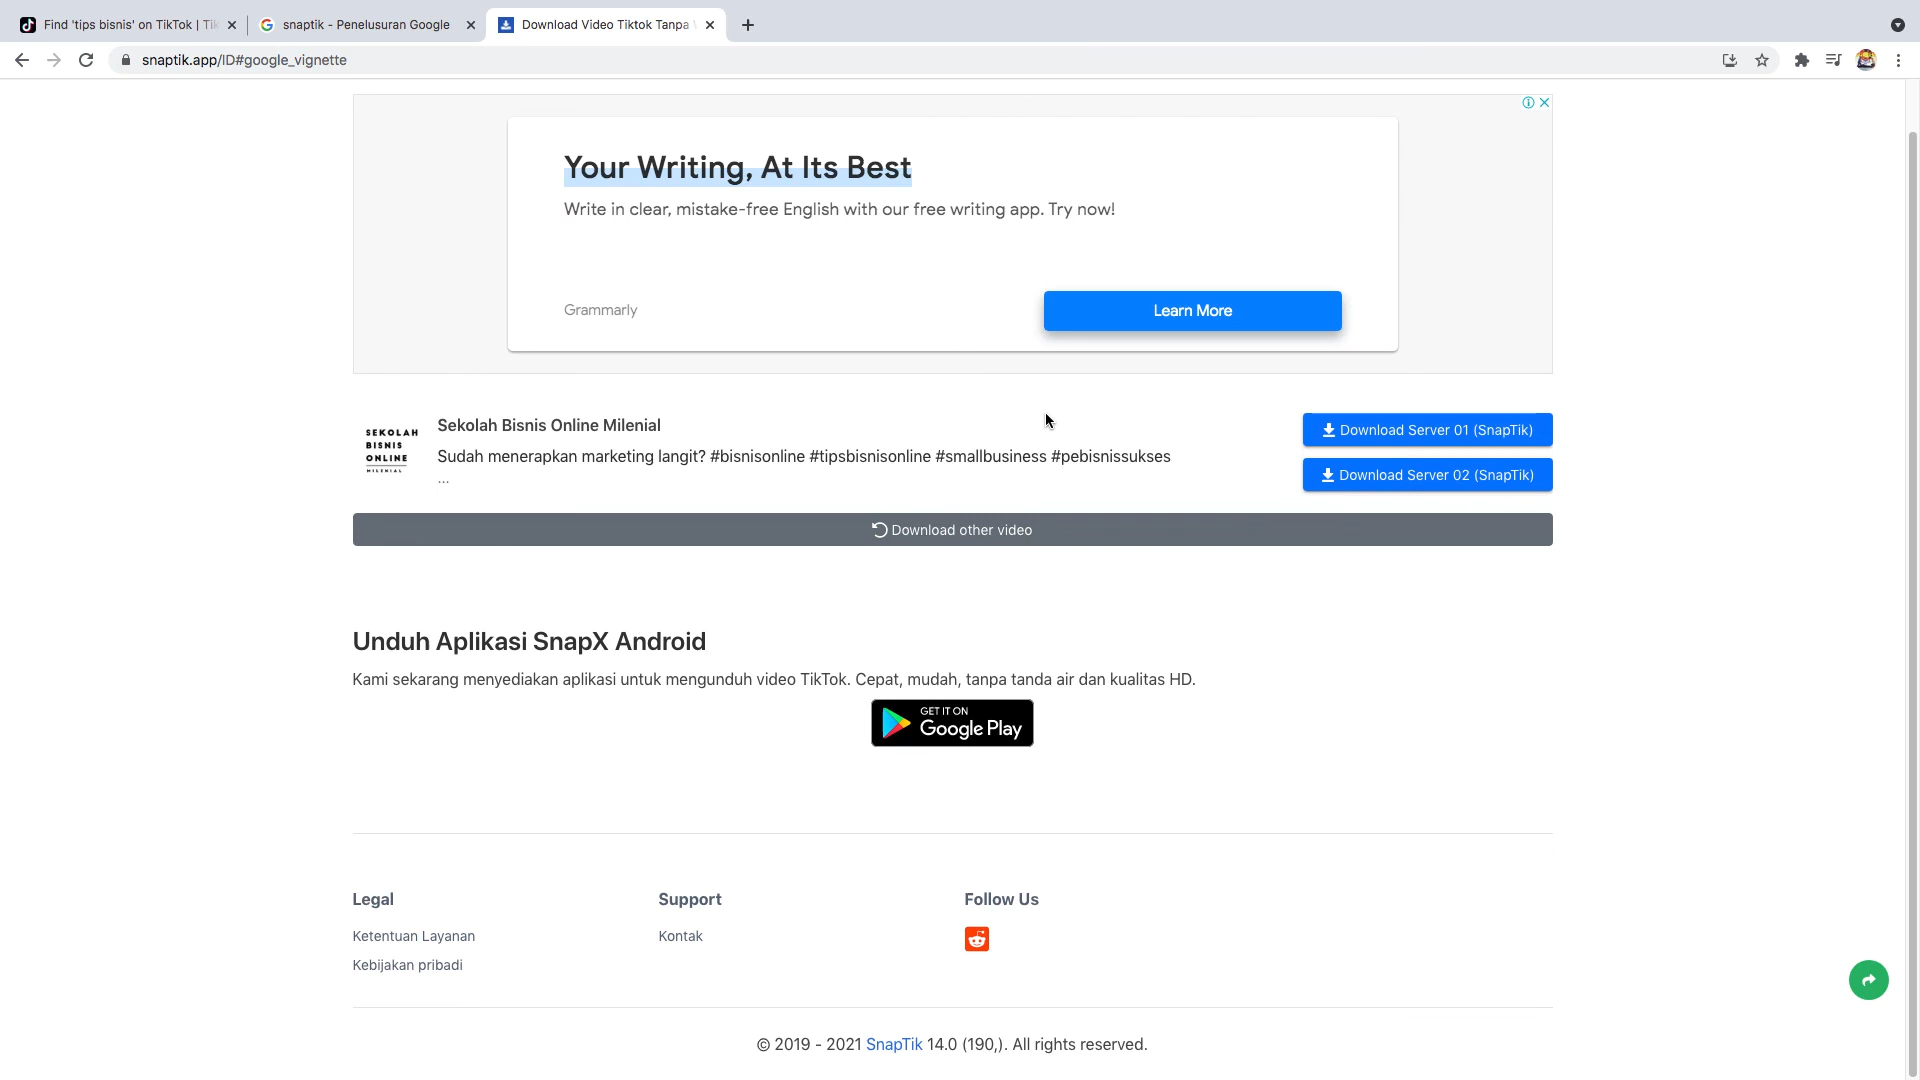 Find 'tips bisnis' on TikTok | Tik
snaptik - Penelusuran Google
Download Video Tiktok Tanpa
snaptik.app/ID#google_vignette
Your Writing, At Its Best
Write in clear, mistake-free English with our free writing app. Try now!
Grammarly
Learn More
SEKOLAH
BISNIS
ONLINE
MILENIAL
Sekolah Bisnis Online Milenial
Sudah menerapkan marketing langit? #bisnisonline #tipsbisnisonline #smallbusiness #pebisnissukses
...
Download Server 01 (SnapTik)
Download Server 02 (SnapTik)
Download other video
Unduh Aplikasi SnapX Android
Kami sekarang menyediakan aplikasi untuk mengunduh video TikTok. Cepat, mudah, tanpa tanda air dan kualitas HD.
GET IT ON
Google Play
Legal
Ketentuan Layanan
Kebijakan pribadi
Support
Kontak
Follow Us
© 2019 - 2021 SnapTik 14.0 (190,). All rights reserved.